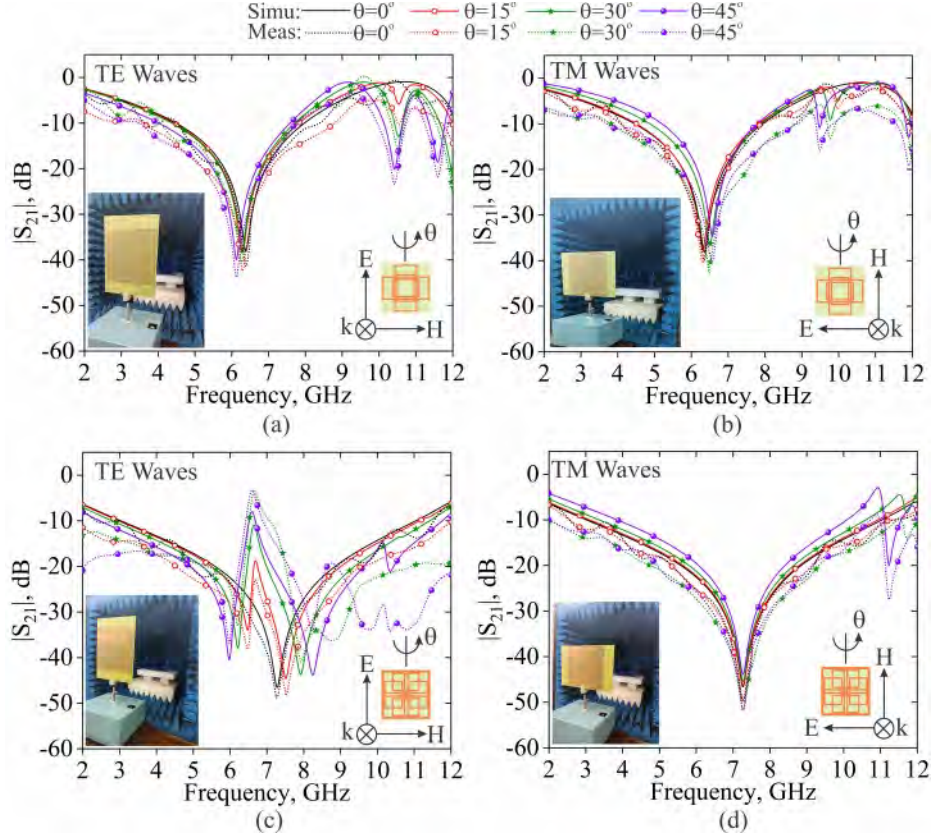 Simu: θ=0° θ=15° θ=30° θ=45°
Meas: θ=0° θ=15° θ=30° θ=45°
TE Waves
0
-10
-20
-30
-40
-50
-60
|S21|, dB
E
θ
k
H
2 3 4 5 6 7 8 9 10 11 12
Frequency, GHz
(a)
TM Waves
0
-10
-20
-30
-40
-50
-60
|S21|, dB
θ
H
E
k
2 3 4 5 6 7 8 9 10 11 12
Frequency, GHz
(b)
TE Waves
0
-10
-20
-30
-40
-50
-60
|S21|, dB
E
θ
k
H
2 3 4 5 6 7 8 9 10 11 12
Frequency, GHz
(c)
TM Waves
0
-10
-20
-30
-40
-50
-60
|S21|, dB
θ
H
E
k
2 3 4 5 6 7 8 9 10 11 12
Frequency, GHz
(d)